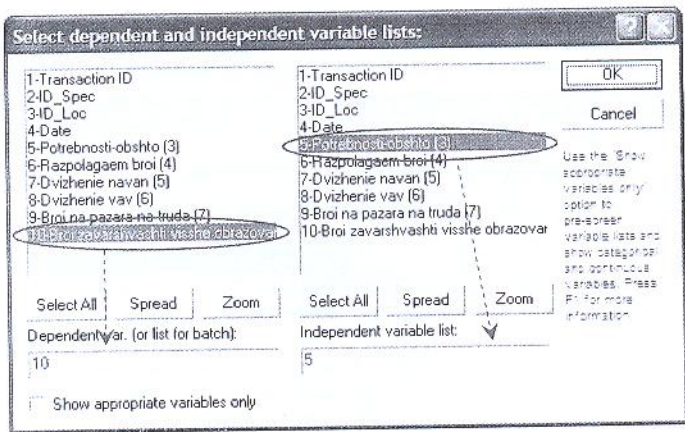 Select dependent and independent variable lists:
1-Transaction ID
2-ID_Spec
3-ID_Loc
4-Date
5-Potrebnosti-obshto (3)
6-Razpolagaem broi (4)
7-Dvizhenie navan (5)
8-Dvizhenie vav (6)
9-Broi na pazara na truda (7)
10-Broi zavarshvashti visshe obrazovar
Select All Spread Zoom
Dependent var. (or list for batch):
10
Show appropriate variables only
1-Transaction ID
2-ID_Spec
3-ID_Loc
4-Date
5-Potrebnosti-obshto (3)
6-Razpolagaem broi (4)
7-Dvizhenie navan (5)
8-Dvizhenie vav (6)
9-Broi na pazara na truda (7)
10-Broi zavarshvashti visshe obrazovar
Select All Spread Zoom
Independent variable list:
5
OK
Cancel
Use the "Show
appropriate
variables only"
option to
pre-screen
variable lists and
show categorical
and continuous
variables. Press
F1 for more
information.